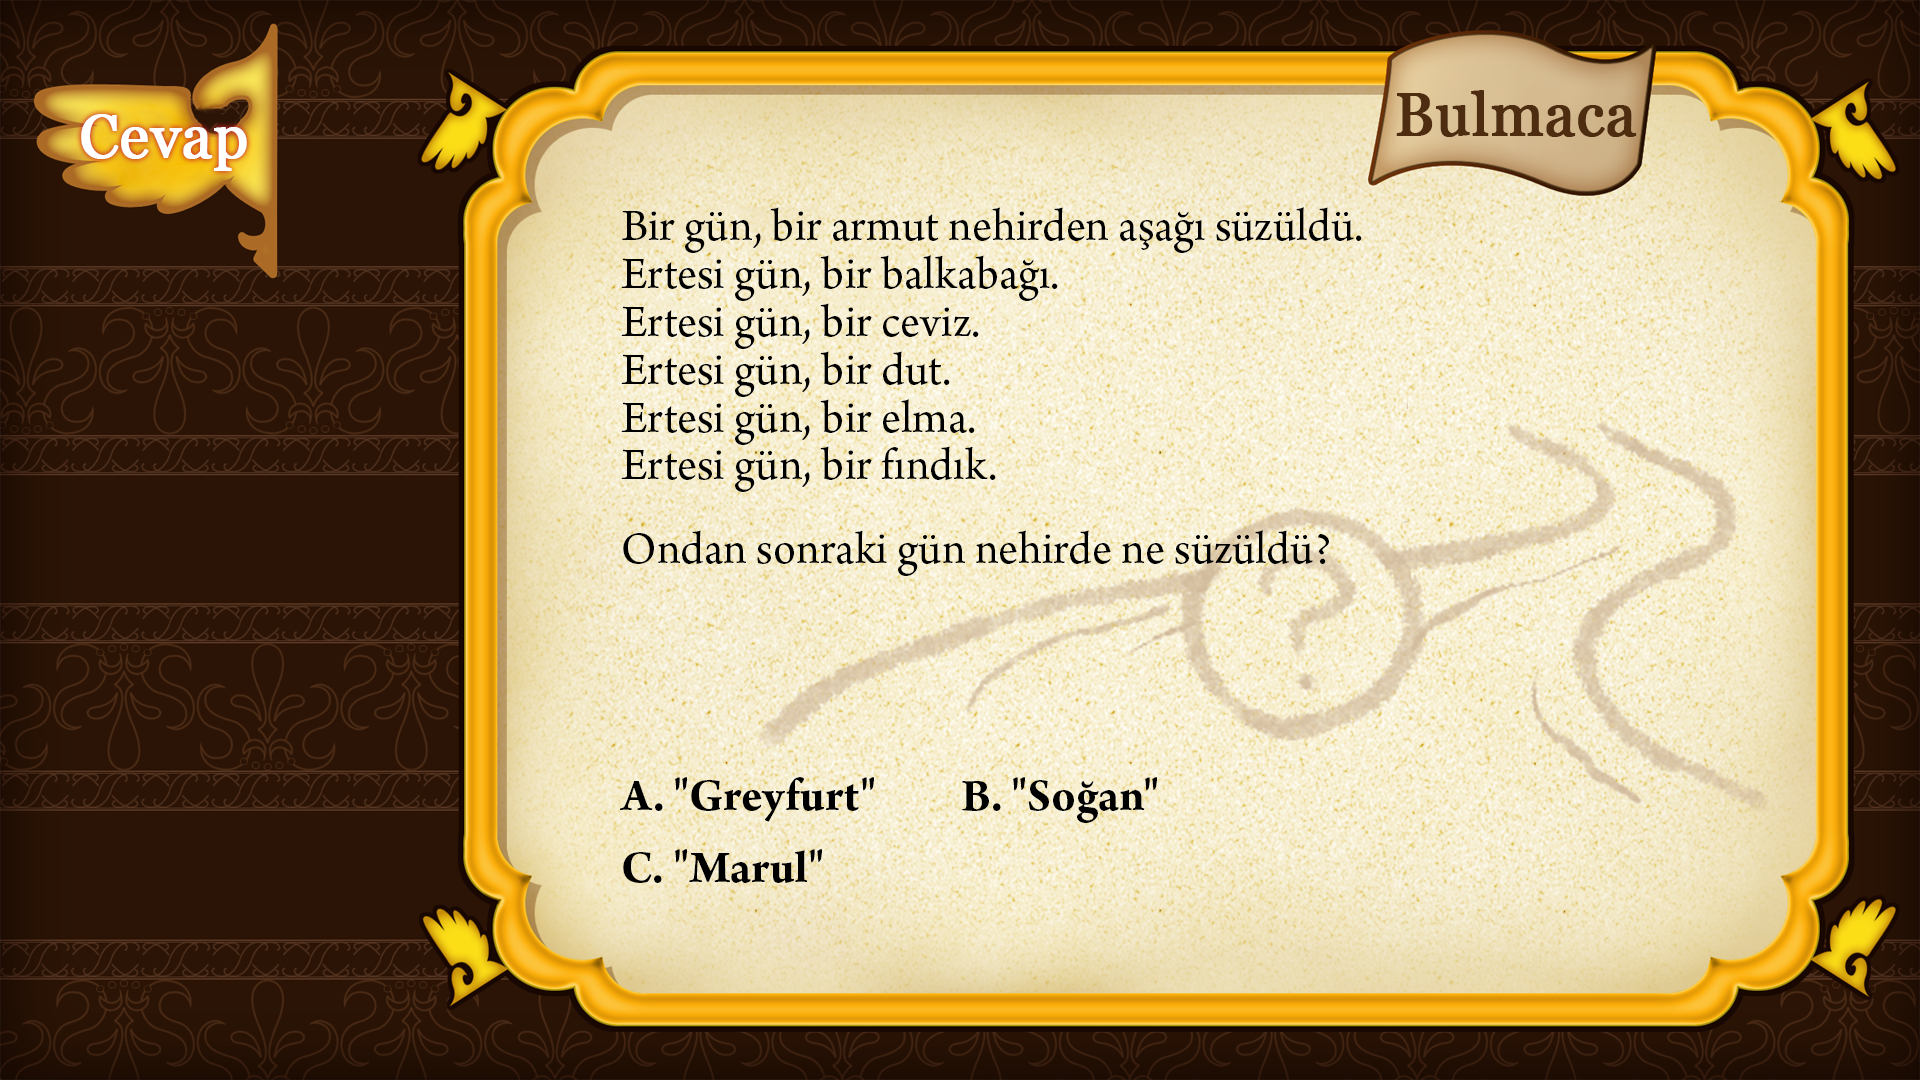 Cevap
Bulmaca
Bir gün, bir armut nehirden aşağı süzüldü.
Ertesi gün, bir balkabağı.
Ertesi gün, bir ceviz.
Ertesi gün, bir dut.
Ertesi gün, bir elma.
Ertesi gün, bir fındık.
Ondan sonraki gün nehirde ne süzüldü?
?
A. "Greyfurt" B. "Soğan"
C. "Marul"